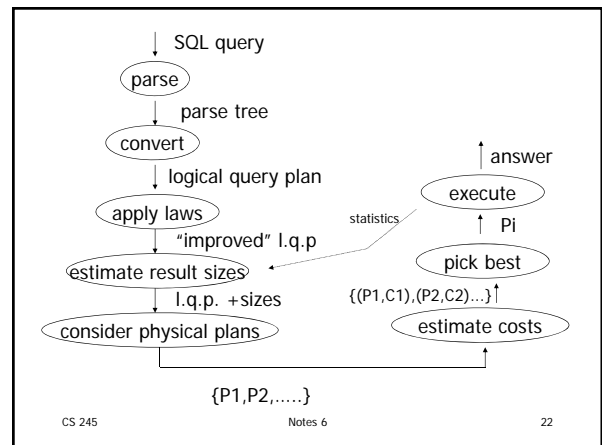 SQL query
parse
parse tree
convert
logical query plan
apply laws
"improved" l.q.p
estimate result sizes
l.q.p. +sizes
consider physical plans
{P1,P2,.....}
estimate costs
{(P1,C1),(P2,C2)...}
pick best
Pi
execute
answer
statistics
CS 245
Notes 6
22